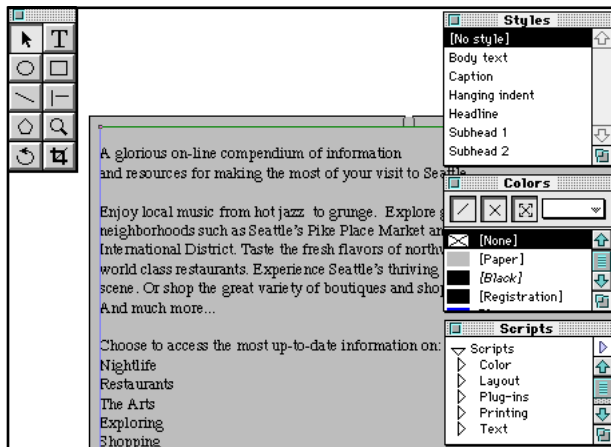 T
Styles
[No style]
Body text
Caption
Hanging indent
Headline
Subhead 1
Subhead 2
A glorious on-line compendium of information
and resources for making the most of your visit to Seattle
Enjoy local music from hot jazz to grunge. Explore
neighborhoods such as Seattle's Pike Place Market
International District. Taste the fresh flavors of
world class restaurants. Experience Seattle's thriving
scene. Or shop the great variety of boutiques and
And much more...
Choose to access the most up-to-date information on:
Nightlife
Restaurants
The Arts
Exploring
Shopping
Colors
[None]
[Paper]
[Black]
[Registration]
Scripts
Scripts
Color
Layout
Plug-ins
Printing
Text